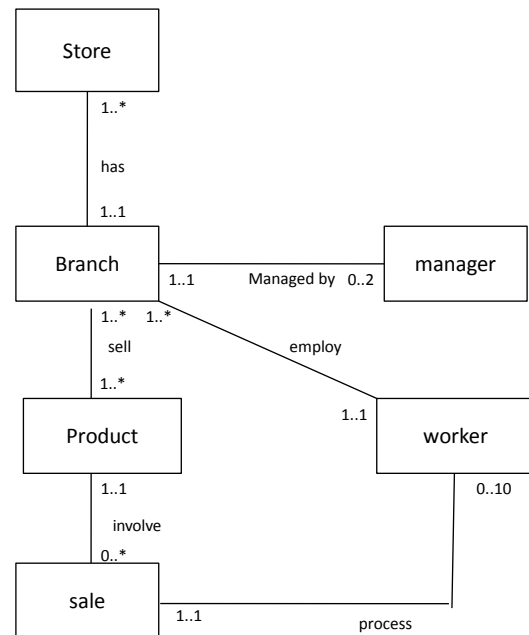 Store
1..*
has
1..1
Branch
manager
1..1
Managed by
0..2
1..*
1..*
sell
employ
1..*
1..1
Product
worker
1..1
0..10
involve
0..*
sale
1..1
process